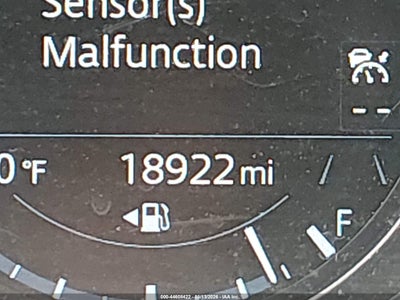 Sensor(s)
Malfunction
--
0°F 18922 mi
F